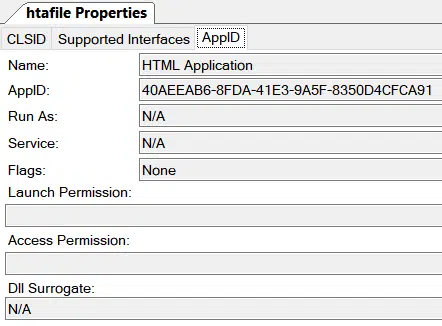 htafile Properties
CLSID Supported Interfaces AppID
Name: HTML Application
AppID: 40AEEAB6-8FDA-41E3-9A5F-8350D4CFCA91
Run As: N/A
Service: N/A
Flags: None
Launch Permission:
Access Permission:
Dll Surrogate:
N/A